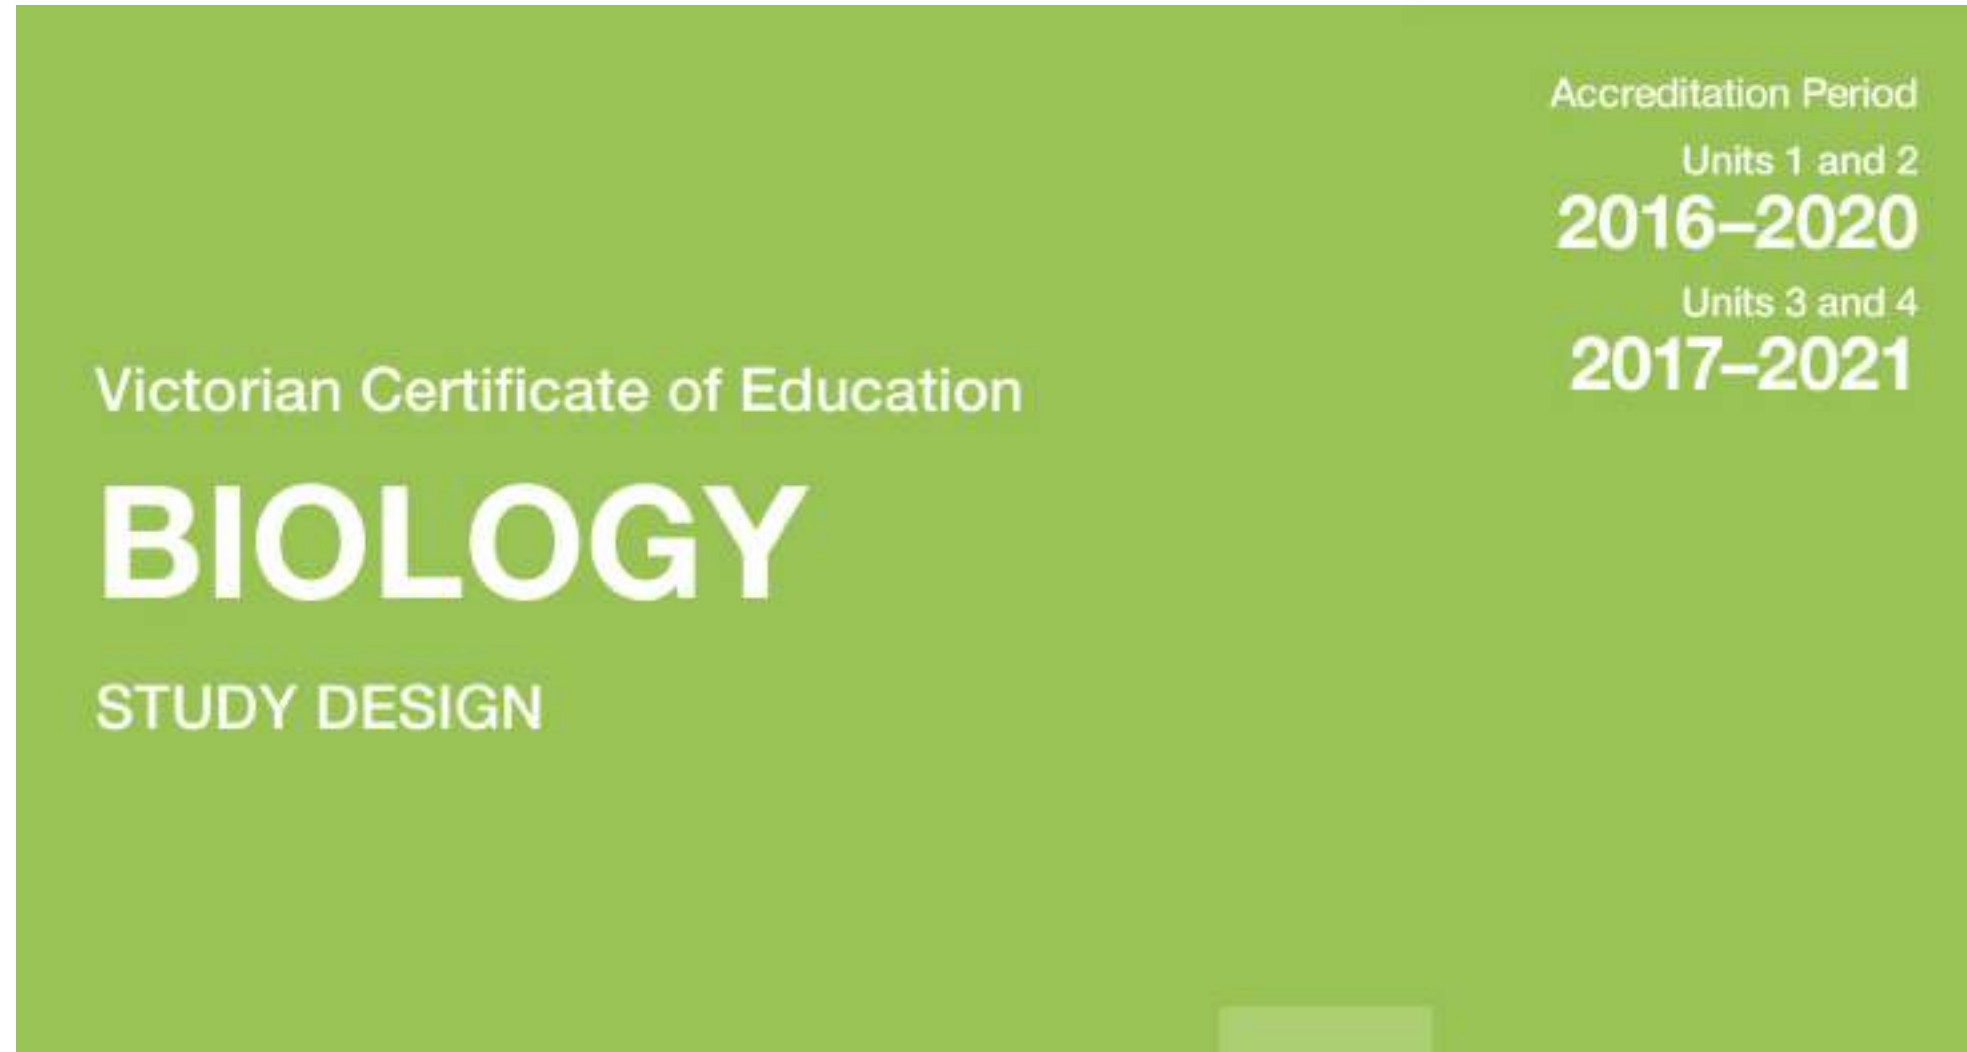 Accreditation Period
Units 1 and 2
2016–2020
Units 3 and 4
2017–2021
Victorian Certificate of Education
BIOLOGY
STUDY DESIGN